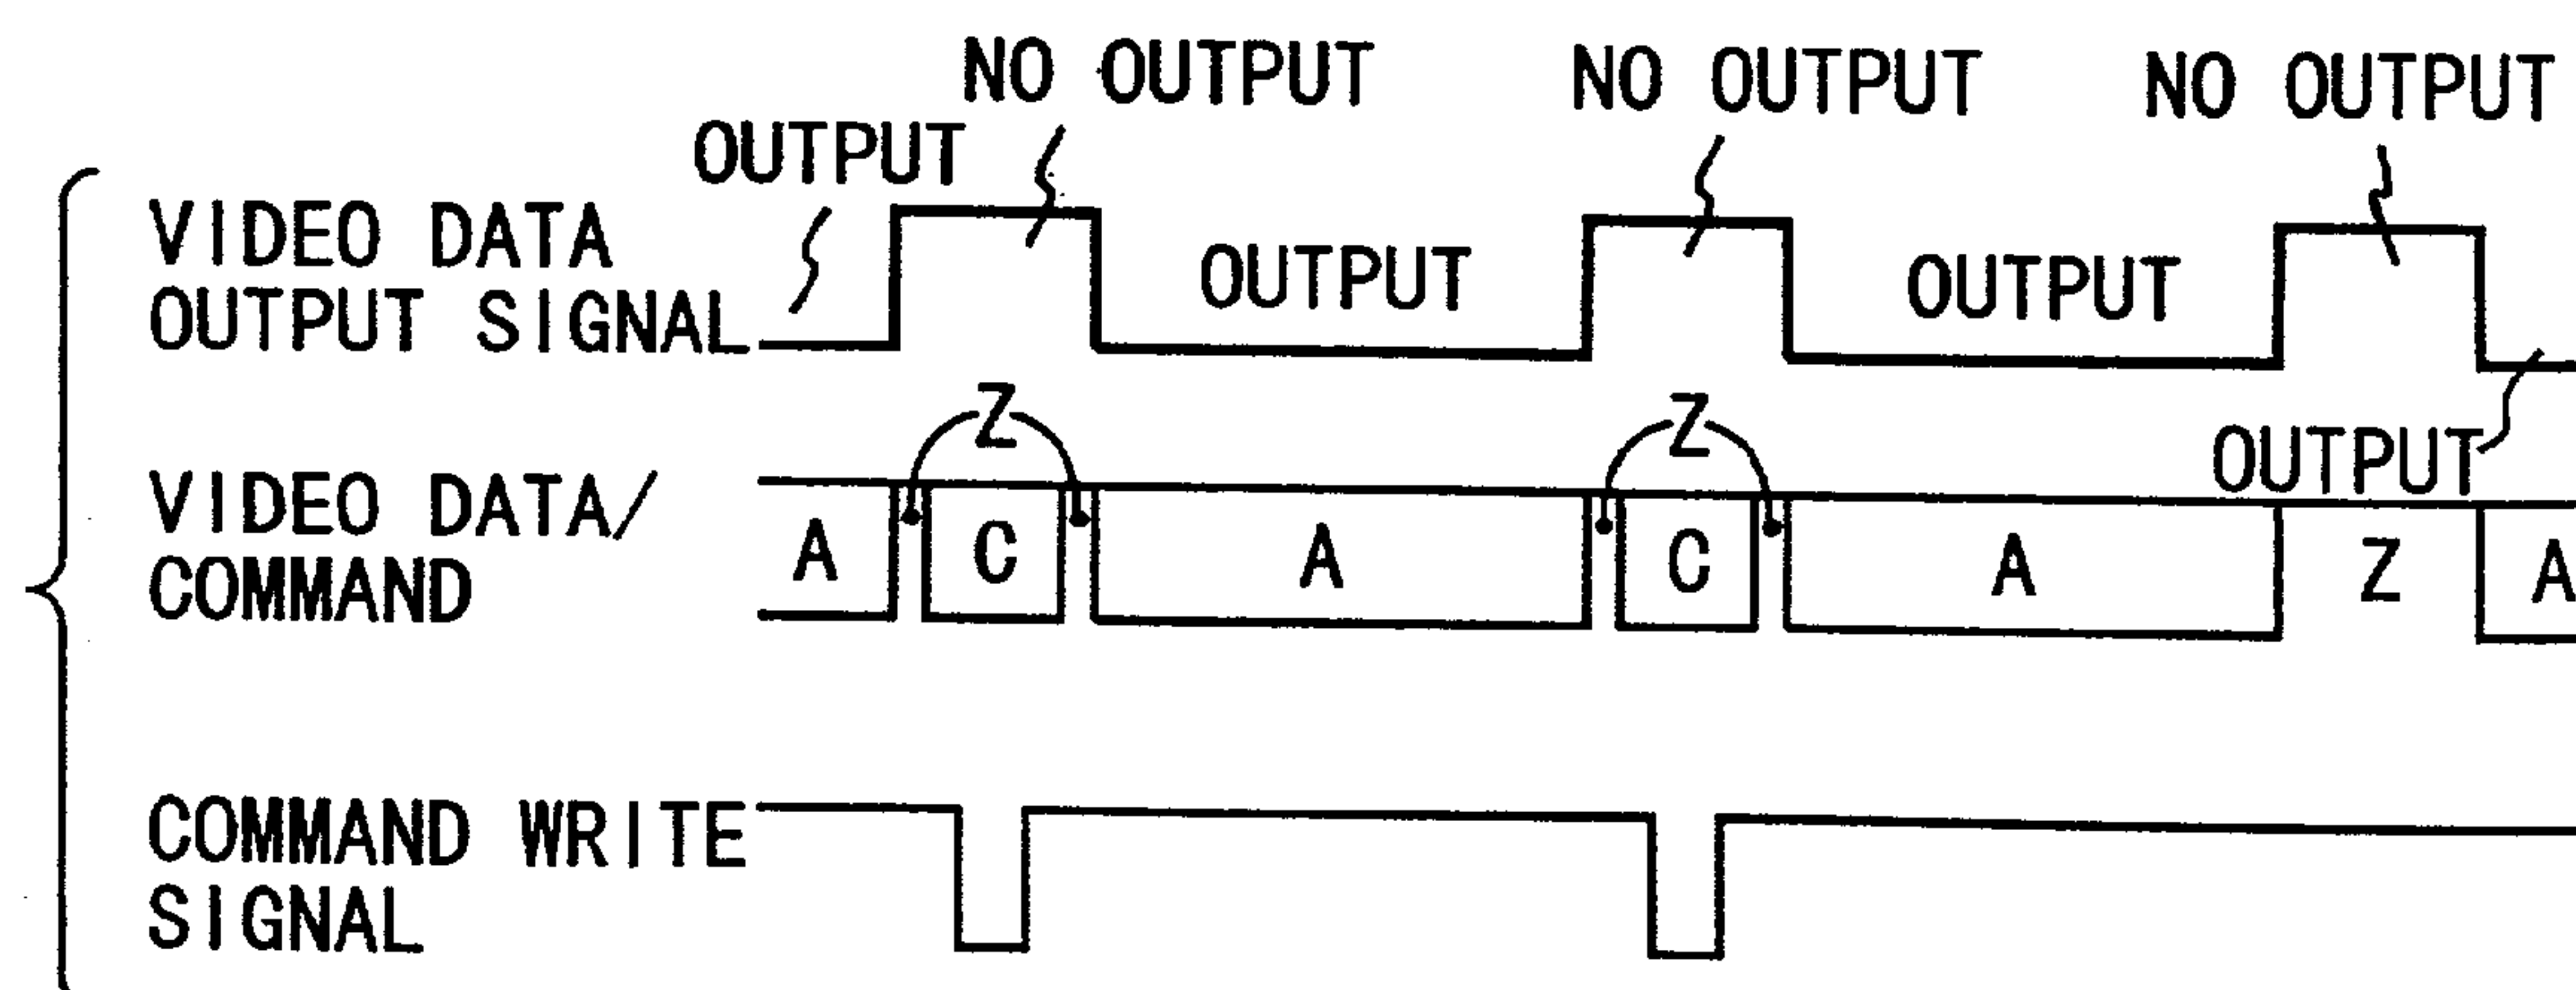 NO OUTPUT NO OUTPUT NO OUTPUT
OUTPUT
VIDEO DATA
OUTPUT SIGNAL
OUTPUT OUTPUT
OUTPUT
Z Z
VIDEO DATA/
COMMAND
A C A C A Z A
COMMAND WRITE
SIGNAL